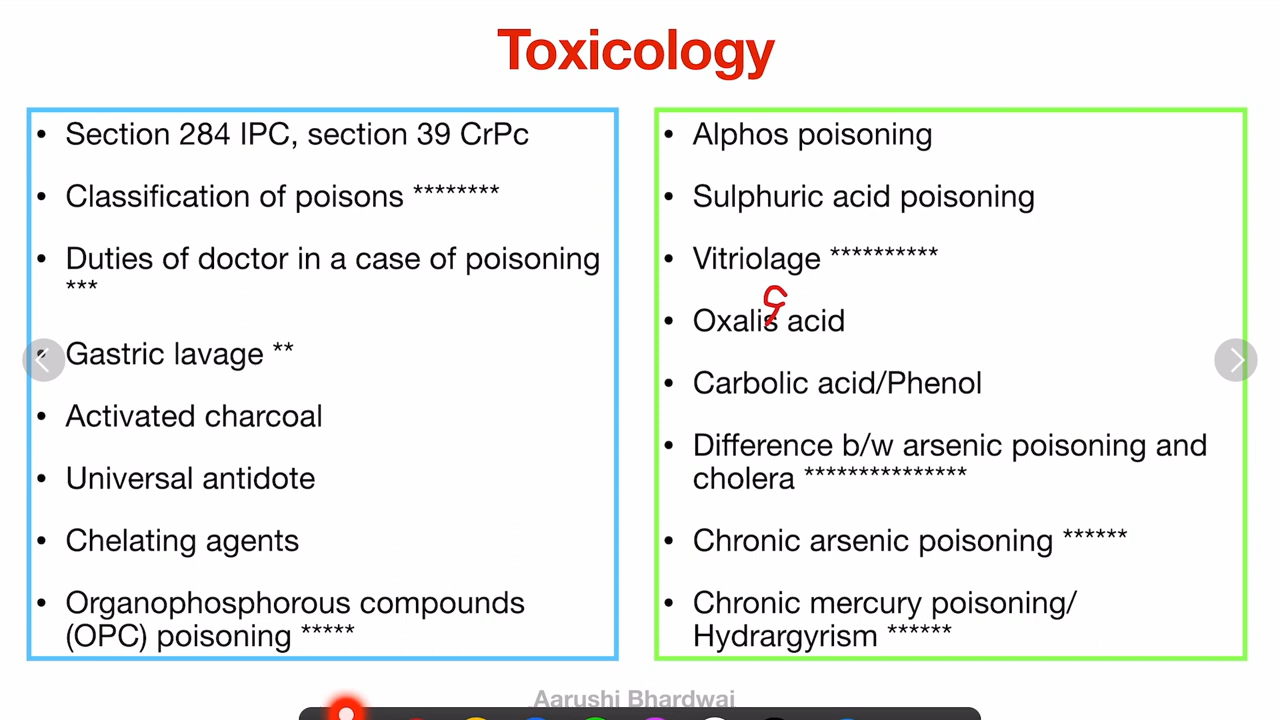 Toxicology
• Section 284 IPC, section 39 CrPc
• Classification of poisons ********
• Duties of doctor in a case of poisoning
***
• Gastric lavage **
• Activated charcoal
• Universal antidote
• Chelating agents
• Organophosphorous compounds
(OPC) poisoning *****
• Alphos poisoning
• Sulphuric acid poisoning
• Vitriolage **********
c
• Oxalis acid
• Carbolic acid/Phenol
• Difference b/w arsenic poisoning and
cholera ***************
• Chronic arsenic poisoning ******
• Chronic mercury poisoning/
Hydrargyrism ******
Aarushi Bhardwaj